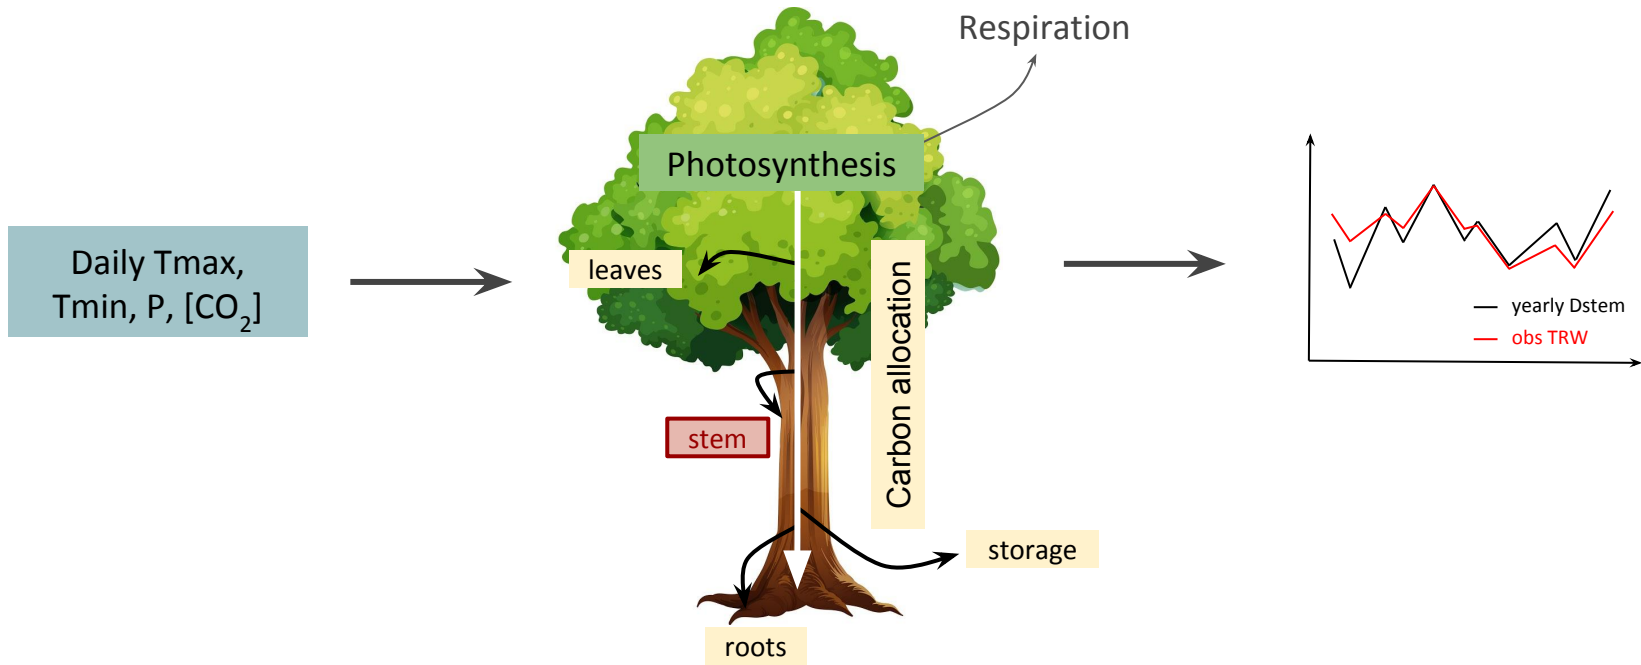 Respiration
Photosynthesis
Daily Tmax,
Tmin, P, [CO₂]
leaves
Carbon allocation
stem
storage
roots
yearly Dstem
obs TRW